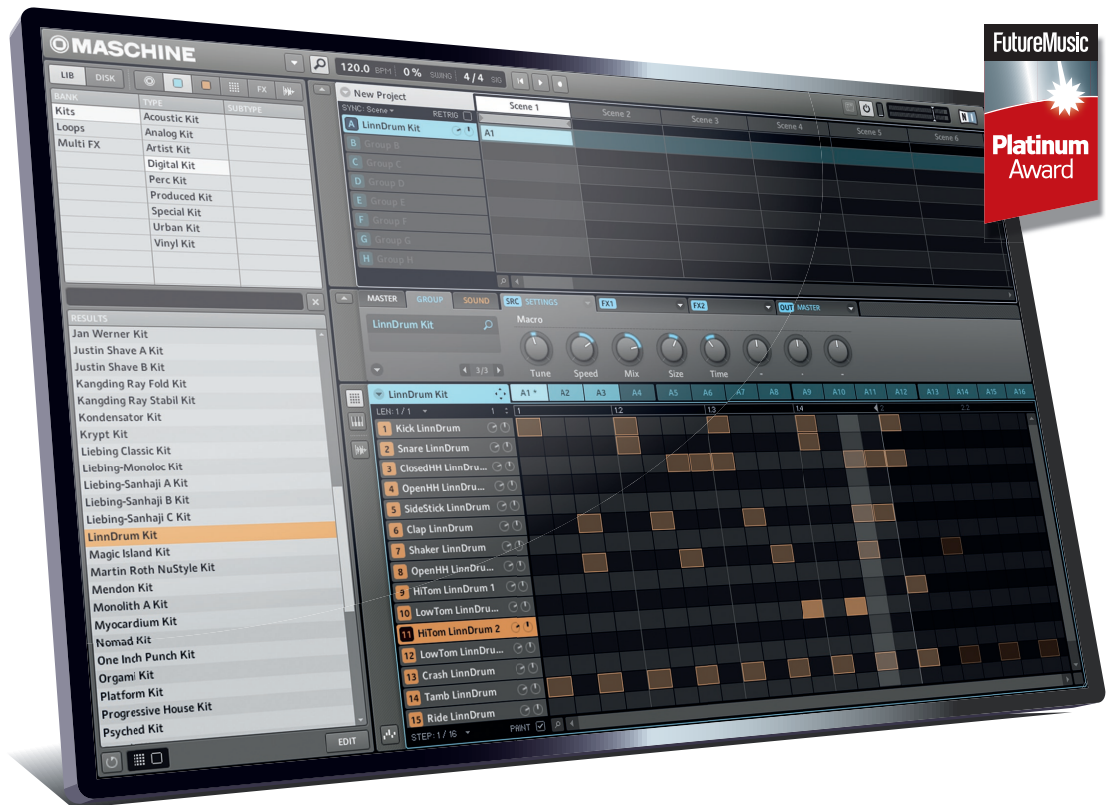 MASCHINE
120.0 BPM 0% SWING 4/4 SIG
FutureMusic
Platinum
Award
LIB DISK FX
BANK TYPE SUBTYPE
Kits
Loops
Multi FX
Acoustic Kit
Analog Kit
Artist Kit
Digital Kit
Perc Kit
Produced Kit
Special Kit
Urban Kit
Vinyl Kit
New Project
SYNC: Scene RETRIG
Scene 1 Scene 2 Scene 3 Scene 4 Scene 5 Scene 6
A LinnDrum Kit A1
B Group B
C Group C
D Group D
E Group E
F Group F
G Group G
H Group H
RESULTS
Jan Werner Kit
Justin Shave A Kit
Justin Shave B Kit
Kangding Ray Fold Kit
Kangding Ray Stabil Kit
Kondensator Kit
Krypt Kit
Liebing Classic Kit
Liebing-Monoloc Kit
Liebing-Sanhaji A Kit
Liebing-Sanhaji B Kit
Liebing-Sanhaji C Kit
LinnDrum Kit
Magic Island Kit
Martin Roth NuStyle Kit
Mendon Kit
Monolith A Kit
Myocardium Kit
Nomad Kit
One Inch Punch Kit
Orgami Kit
Platform Kit
Progressive House Kit
Psyched Kit
EDIT
MASTER GROUP SOUND SRC SETTINGS FX1 FX2 OUT MASTER
LinnDrum Kit
3/3
Macro
Tune Speed Mix Size Time - - -
LinnDrum Kit A1* A2 A3 A4 A5 A6 A7 A8 A9 A10 A11 A12 A13 A14 A15 A16
LEN: 1/1 1 1 1.2 1.3 1.4 2 2.2
1 Kick LinnDrum
2 Snare LinnDrum
3 ClosedHH LinnDru...
4 OpenHH LinnDru...
5 SideStick LinnDrum
6 Clap LinnDrum
7 Shaker LinnDrum
8 OpenHH LinnDru...
9 HiTom LinnDrum 1
10 LowTom LinnDru...
11 HiTom LinnDrum 2
12 LowTom LinnDru...
13 Crash LinnDrum
14 Tamb LinnDrum
15 Ride LinnDrum
STEP: 1/16 PAINT